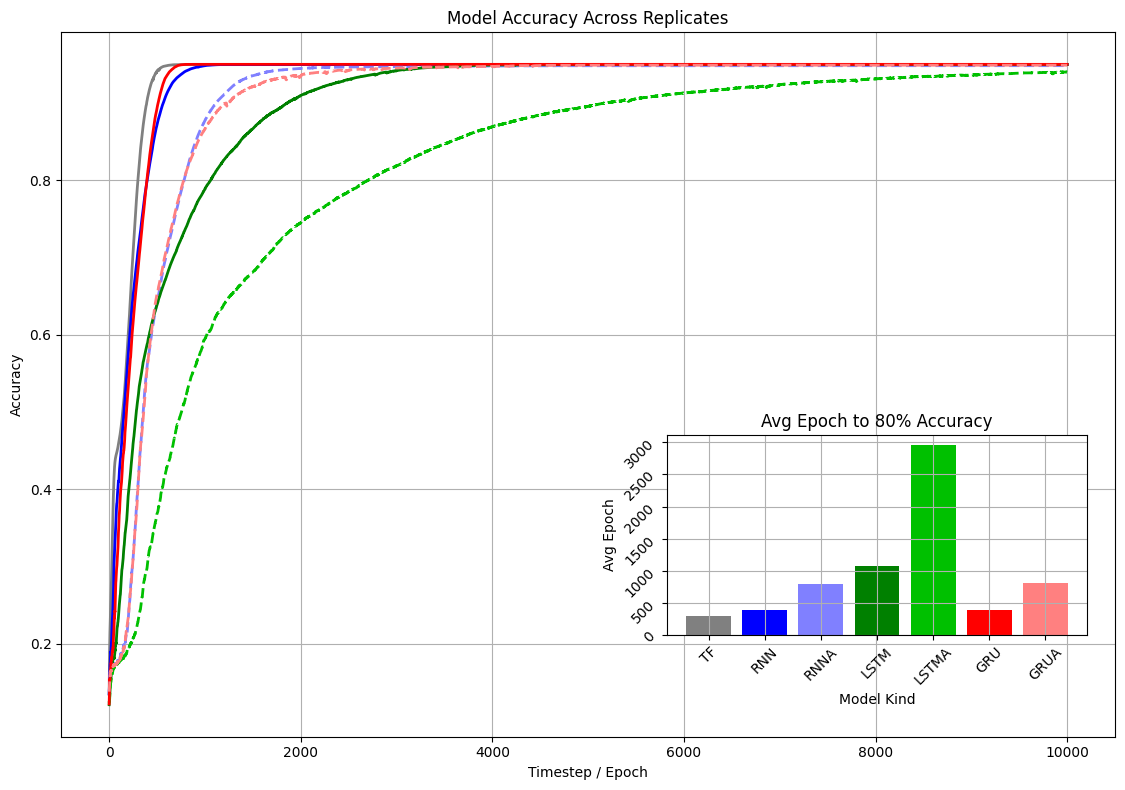 Model Accuracy Across Replicates
Accuracy
0.8
0.6
0.4
0.2
0
2000
4000
6000
8000
10000
Timestep / Epoch
Avg Epoch to 80% Accuracy
Avg Epoch
3000
2500
2000
1500
1000
500
0
TF
RNN
RNNA
LSTM
LSTMA
GRU
GRUA
Model Kind